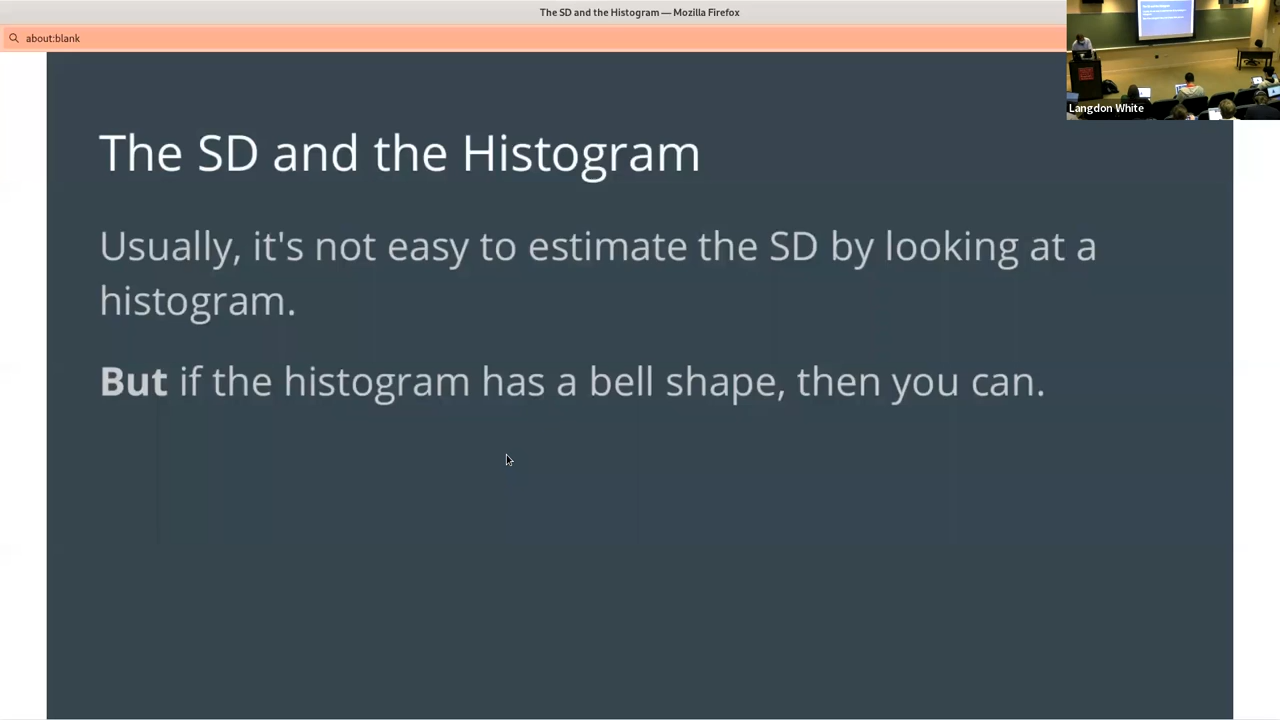 The SD and the Histogram — Mozilla Firefox
about:blank
Langdon White
The SD and the Histogram
Usually, it's not easy to estimate the SD by looking at a
histogram.
But if the histogram has a bell shape, then you can.